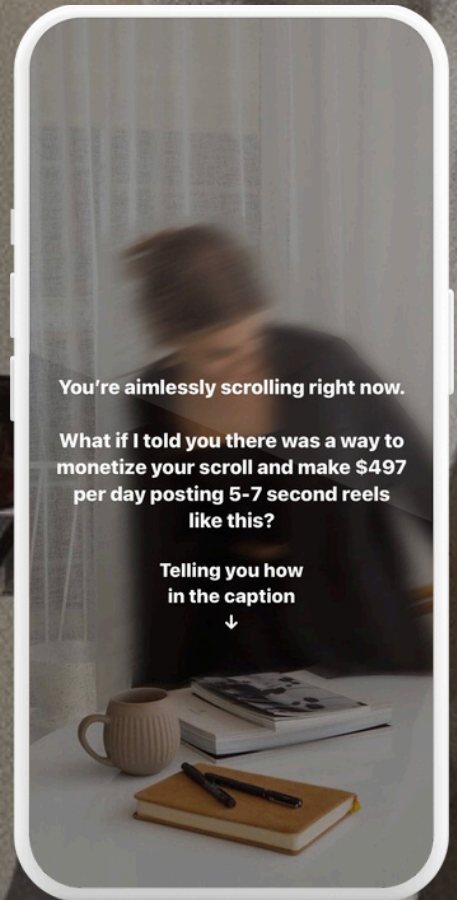 You’re aimlessly scrolling right now.
What if I told you there was a way to
monetize your scroll and make $497
per day posting 5-7 second reels
like this?
Telling you how
in the caption
↓